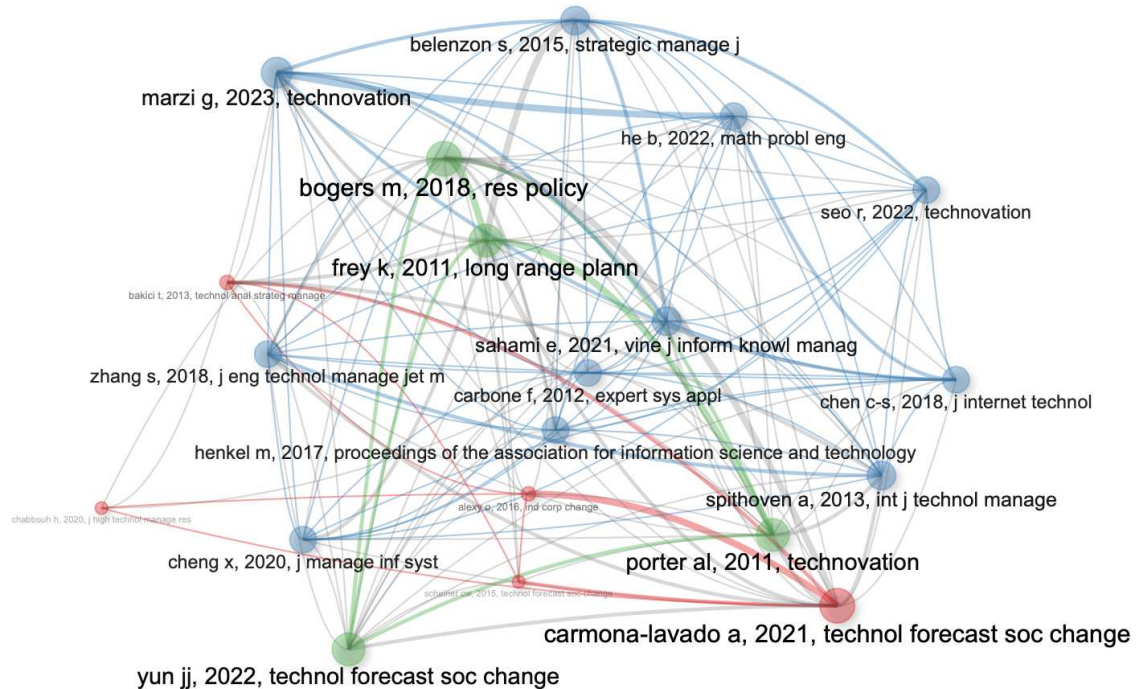 belenzon s, 2015, strategic manage j
marzi g, 2023, technovation
he b, 2022, math probl eng
bogers m, 2018, res policy
seo r, 2022, technovation
frey k, 2011, long range plann
bakici t, 2013, technol anal strateg manage
sahami e, 2021, vine j inform knowl manag
zhang s, 2018, j eng technol manage jet m
carbone f, 2012, expert sys appl
chen c-s, 2018, j internet technol
henkel m, 2017, proceedings of the association for information science and technology
spithoven a, 2013, int j technol manage
alexy o, 2016, ind corp change
chabbouh h, 2020, j high technol manage res
cheng x, 2020, j manage inf syst
porter al, 2011, technovation
scheiner cw, 2015, technol forecast soc change
carmona-lavado a, 2021, technol forecast soc change
yun jj, 2022, technol forecast soc change